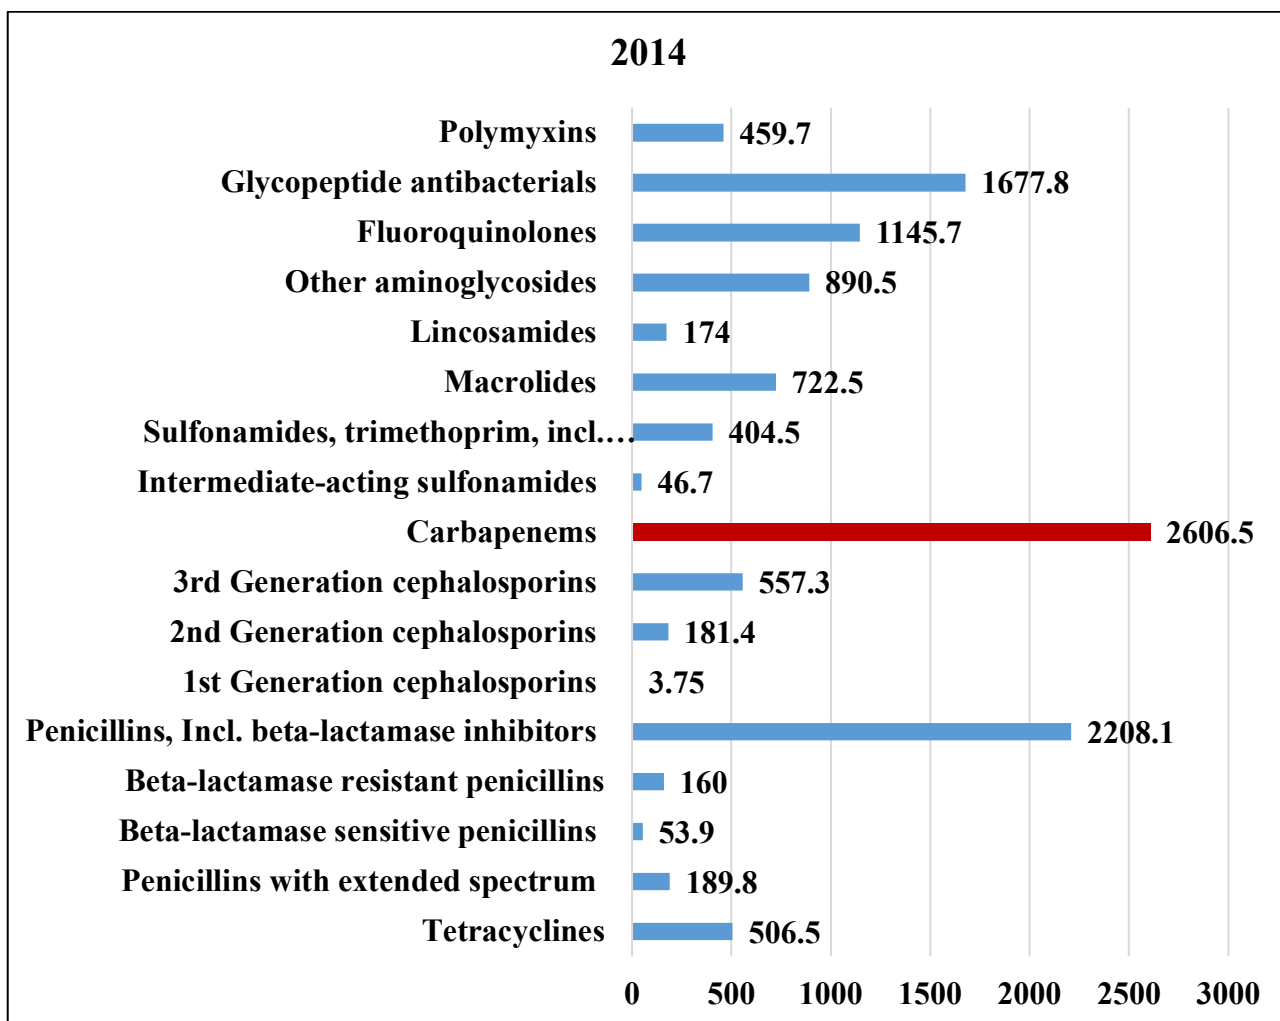 2014
Polymyxins 459.7
Glycopeptide antibacterials 1677.8
Fluoroquinolones 1145.7
Other aminoglycosides 890.5
Lincosamides 174
Macrolides 722.5
Sulfonamides, trimethoprim, incl.… 404.5
Intermediate-acting sulfonamides 46.7
Carbapenems 2606.5
3rd Generation cephalosporins 557.3
2nd Generation cephalosporins 181.4
1st Generation cephalosporins 3.75
Penicillins, Incl. beta-lactamase inhibitors 2208.1
Beta-lactamase resistant penicillins 160
Beta-lactamase sensitive penicillins 53.9
Penicillins with extended spectrum 189.8
Tetracyclines 506.5
0 500 1000 1500 2000 2500 3000